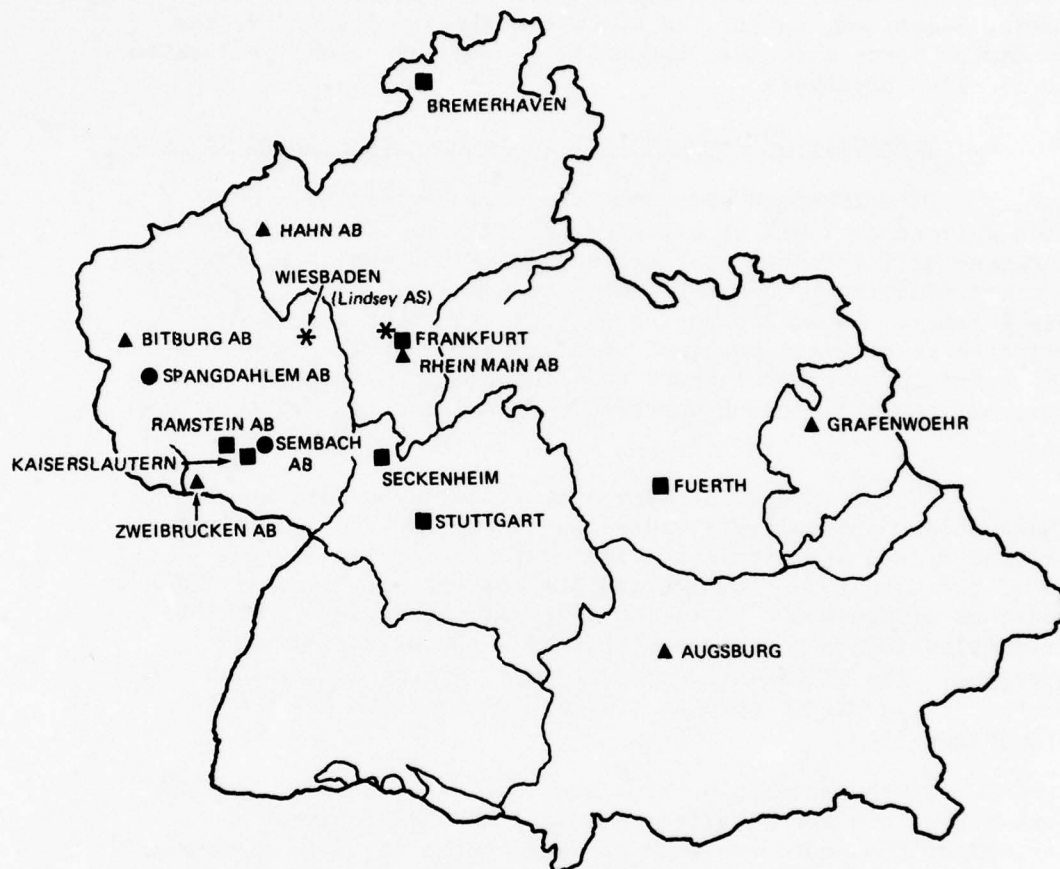 BREMERHAVEN
HAHN AB
WIESBADEN
(Lindsey AS)
BITBURG AB
FRANKFURT
RHEIN MAIN AB
SPANGDAHLEM AB
RAMSTEIN AB
SEMBACH
AB
KAISERSLAUTERN
SECKENHEIM
GRAFENWOEHR
ZWEIBRUCKEN AB
STUTTGART
FUERTH
AUGSBURG